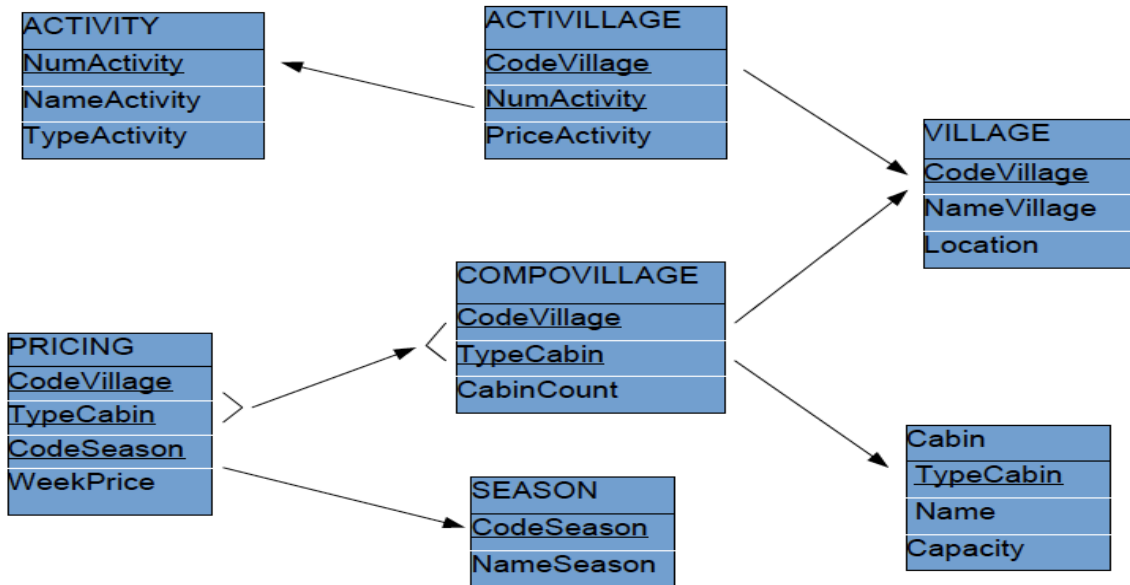 ACTIVITY
NumActivity
NameActivity
TypeActivity
ACTIVILLAGE
CodeVillage
NumActivity
PriceActivity
VILLAGE
CodeVillage
NameVillage
Location
COMPOVILLAGE
CodeVillage
TypeCabin
CabinCount
PRICING
CodeVillage
TypeCabin
CodeSeason
WeekPrice
SEASON
CodeSeason
NameSeason
Cabin
TypeCabin
Name
Capacity